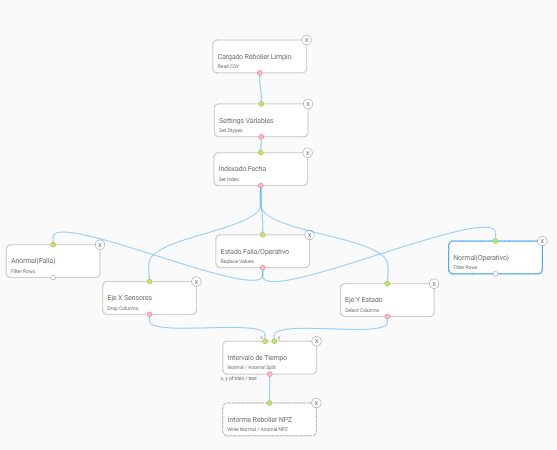 X
Cargado Rebolier Limpio
Read CSV
X
Settings Variables
Set Dtypes
X
Indexado Fecha
Set Index
X
Anormal(Falla)
Filter Rows
X
Estado Falla/Operativo
Replace Values
X
Normal(Operativo)
Filter Rows
X
Eje X Sensores
Drop Columns
X
Eje Y Estado
Select Columns
X
Intervalo de Tiempo
Normal / Anormal Split
x, y of train / test
X
Informe Rebolier NPZ
Write Normal / Anormal NPZ